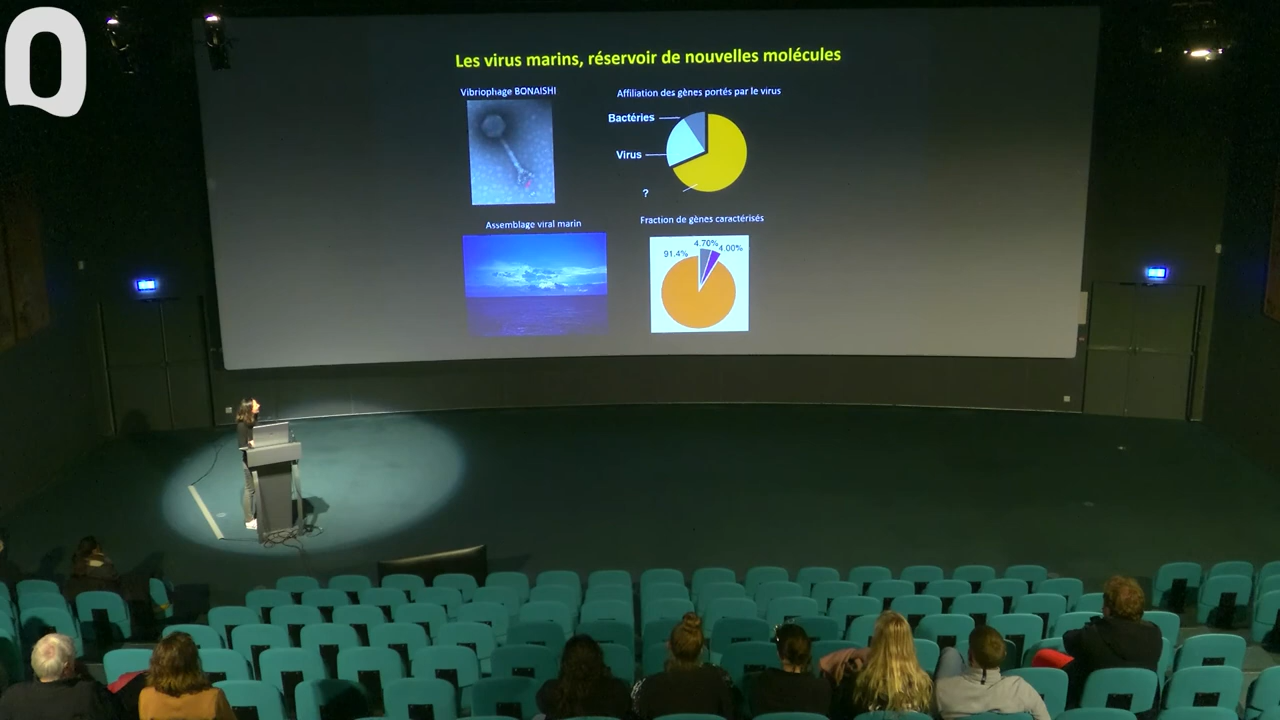 Les virus marins, réservoir de nouvelles molécules
Vibriophage BONAISHI
Affiliation des gènes portés par le virus
Bactéries
Virus
?
Assemblage viral marin
Fraction de gènes caractérisés
4.70%
91.4%
4.00%